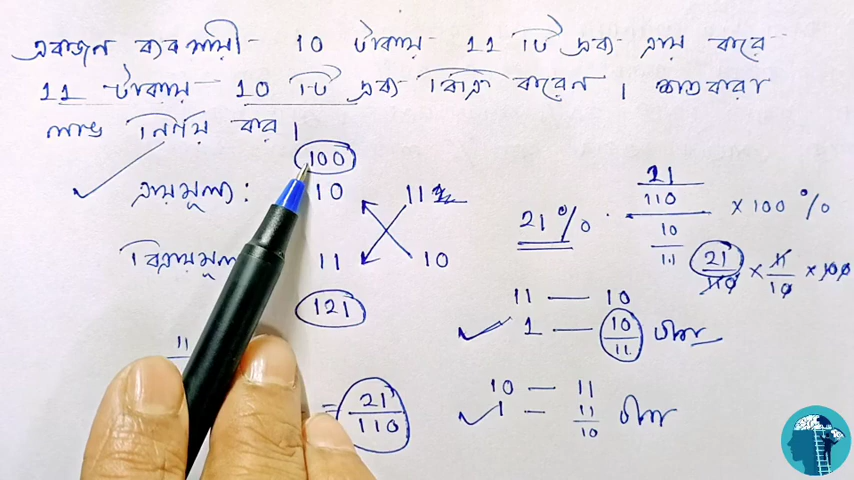 একজন ব্যবসায়ী 10 টাকায় 11 টি দ্রব্য ক্রয় করে
11 টাকায় 10 টি দ্রব্য বিক্রি করেন। শতকরা
লাভ নির্ণয় কর।
100
ক্রয়মূল্য: 10 11
বিক্রয়মূল্য 11 10
121
11
= 21/110
21% 21/110 / 10/11 × 100 %
21/110 × 11/10 × 100
11 — 10
1 — 10/11 টাকা
10 — 11
1 — 11/10 টাকা